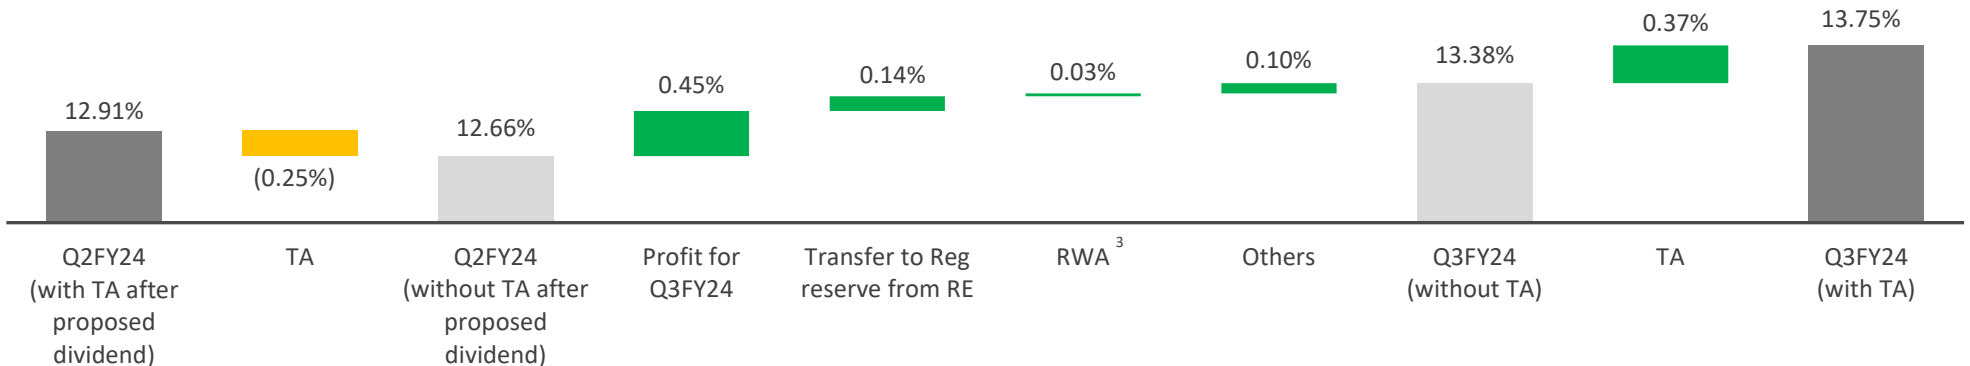 12.91%
(0.25%)
12.66%
0.45%
0.14%
0.03%
0.10%
13.38%
0.37%
13.75%
Q2FY24
(with TA after
proposed
dividend)
TA
Q2FY24
(without TA after
proposed
dividend)
Profit for
Q3FY24
Transfer to Reg
reserve from RE
RWA 3
Others
Q3FY24
(without TA)
TA
Q3FY24
(with TA)